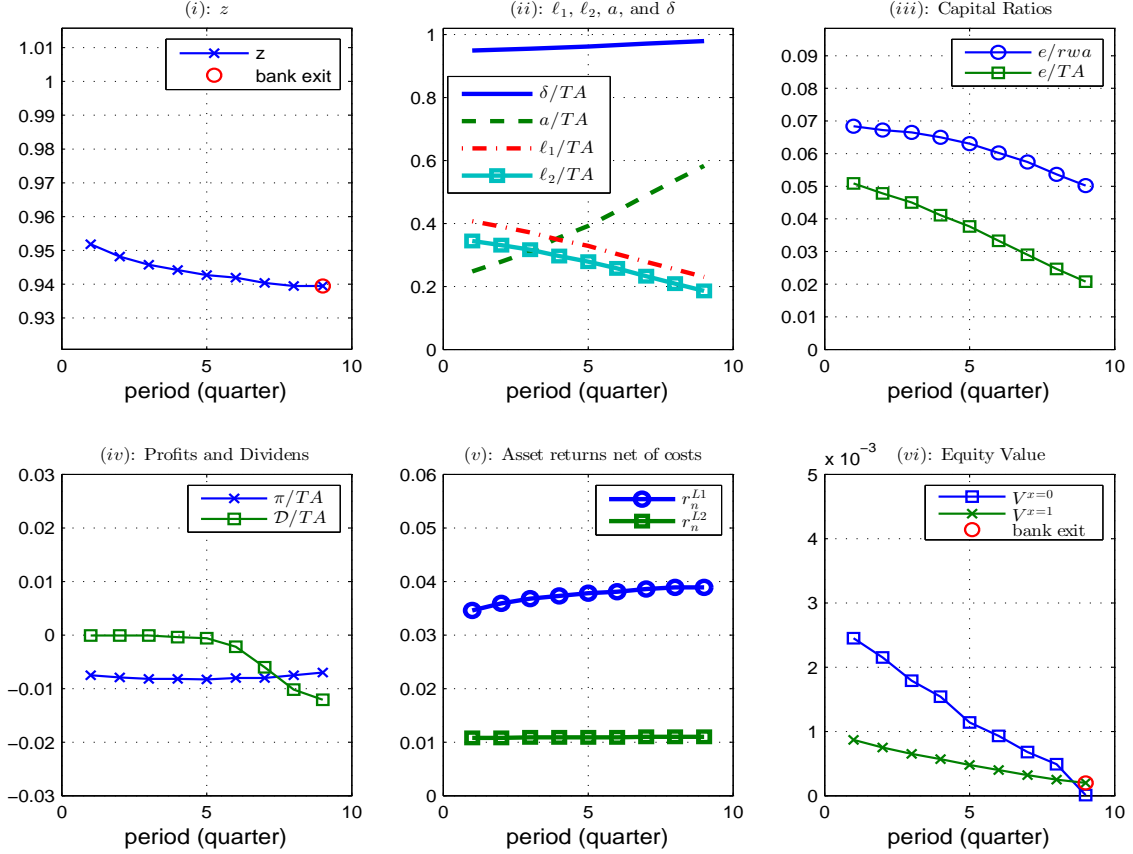 (i): z
1.01
1
0.99
0.98
0.97
0.96
0.95
0.94
0.93
0
5
10
period (quarter)
z
bank exit
(ii): ℓ₁, ℓ₂, a, and δ
1
0.8
0.6
0.4
0.2
0
0
5
10
period (quarter)
δ/TA
a/TA
ℓ₁/TA
ℓ₂/TA
(iii): Capital Ratios
0.09
0.08
0.07
0.06
0.05
0.04
0.03
0.02
0.01
0
5
10
period (quarter)
e/rwa
e/TA
(iv): Profits and Dividens
0.03
0.02
0.01
0
−0.01
−0.02
−0.03
0
5
10
period (quarter)
π/TA
𝒟/TA
(v): Asset returns net of costs
0.06
0.05
0.04
0.03
0.02
0.01
0
0
5
10
period (quarter)
r_n^{L1}
r_n^{L2}
x 10⁻³
(vi): Equity Value
5
4
3
2
1
0
0
5
10
period (quarter)
V^{x=0}
V^{x=1}
bank exit